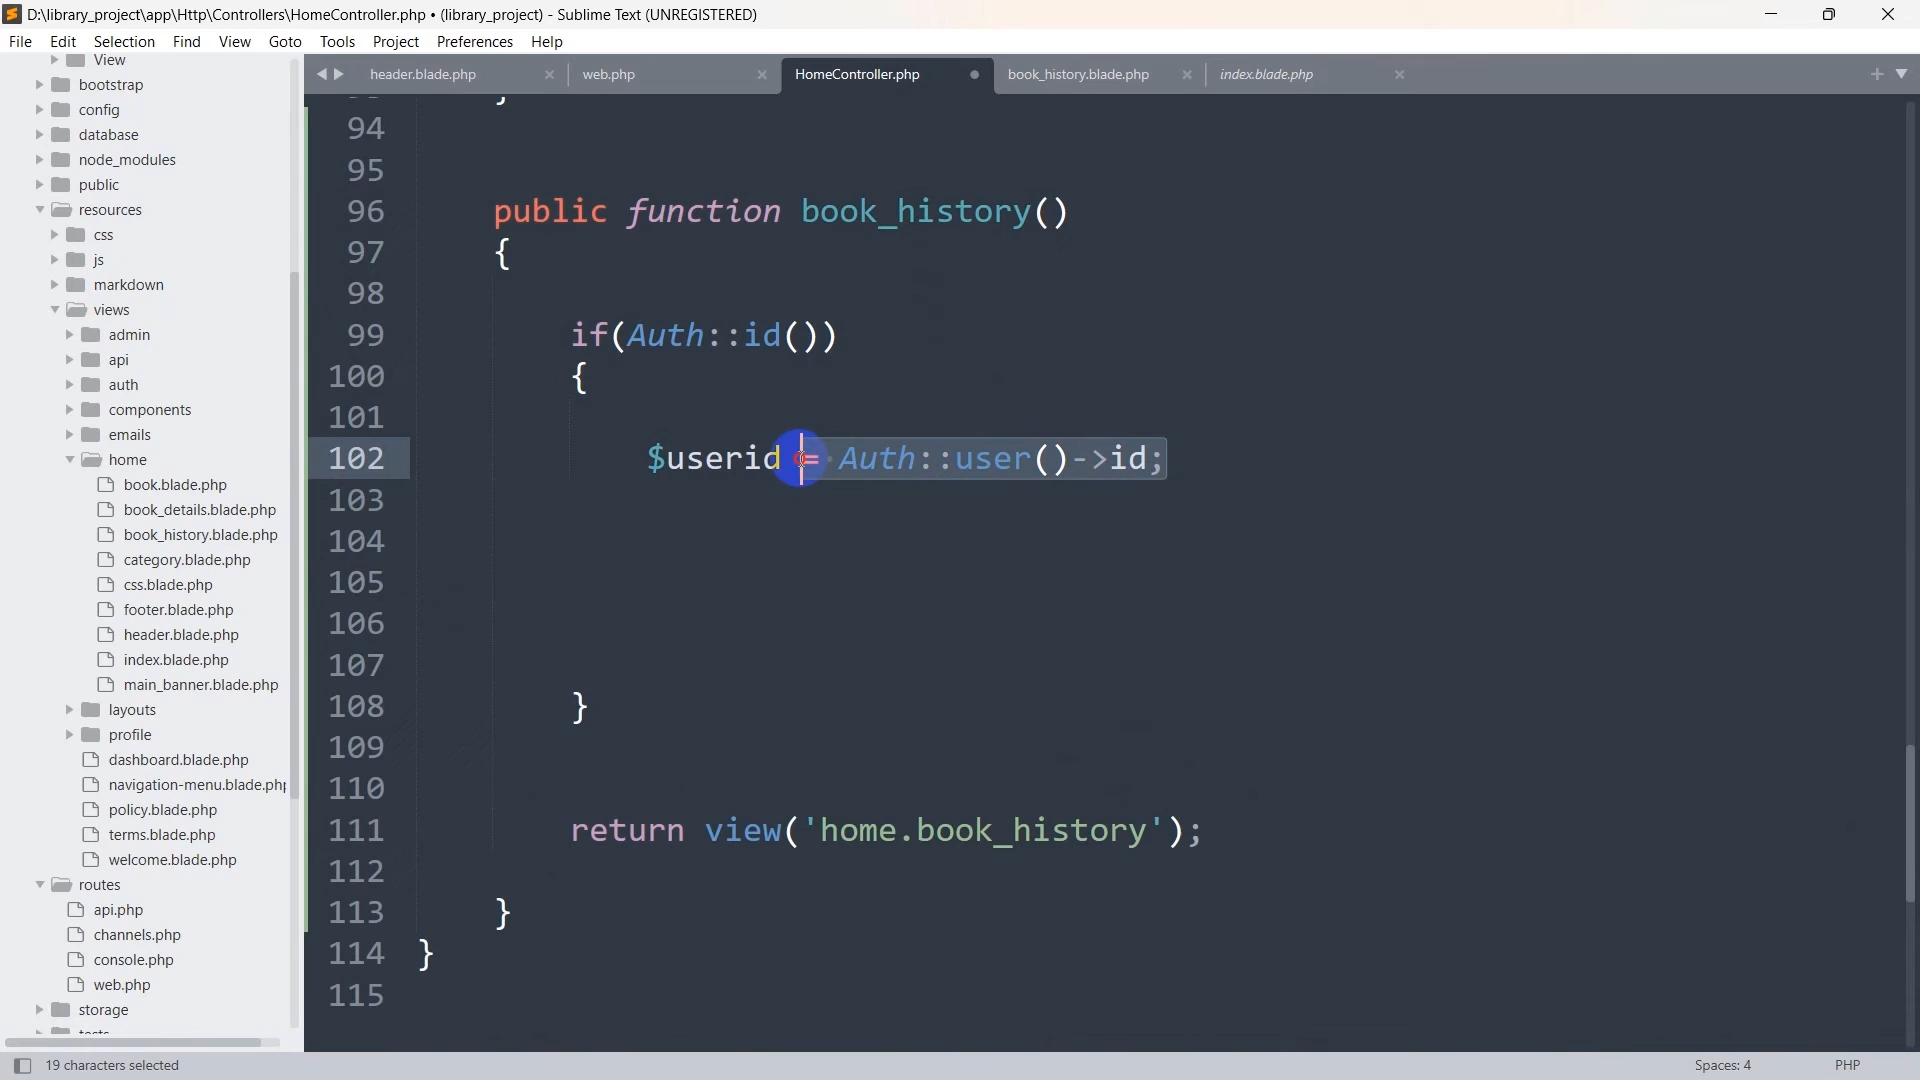 D:\library_project\app\Http\Controllers\HomeController.php • (library_project) - Sublime Text (UNREGISTERED)
File Edit Selection Find View Goto Tools Project Preferences Help
header.blade.php web.php HomeController.php book_history.blade.php index.blade.php
View
bootstrap
config
database
node_modules
public
resources
css
js
markdown
views
admin
api
auth
components
emails
home
book.blade.php
book_details.blade.php
book_history.blade.php
category.blade.php
css.blade.php
footer.blade.php
header.blade.php
index.blade.php
main_banner.blade.php
layouts
profile
dashboard.blade.php
navigation-menu.blade.php
policy.blade.php
terms.blade.php
welcome.blade.php
routes
api.php
channels.php
console.php
web.php
storage
tests
}
94
95
96 public function book_history()
97 {
98
99 if(Auth::id())
100 {
101
102 $userid = Auth::user()->id;
103
104
105
106
107
108 }
109
110
111 return view('home.book_history');
112
113 }
114 }
115
19 characters selected Spaces: 4 PHP